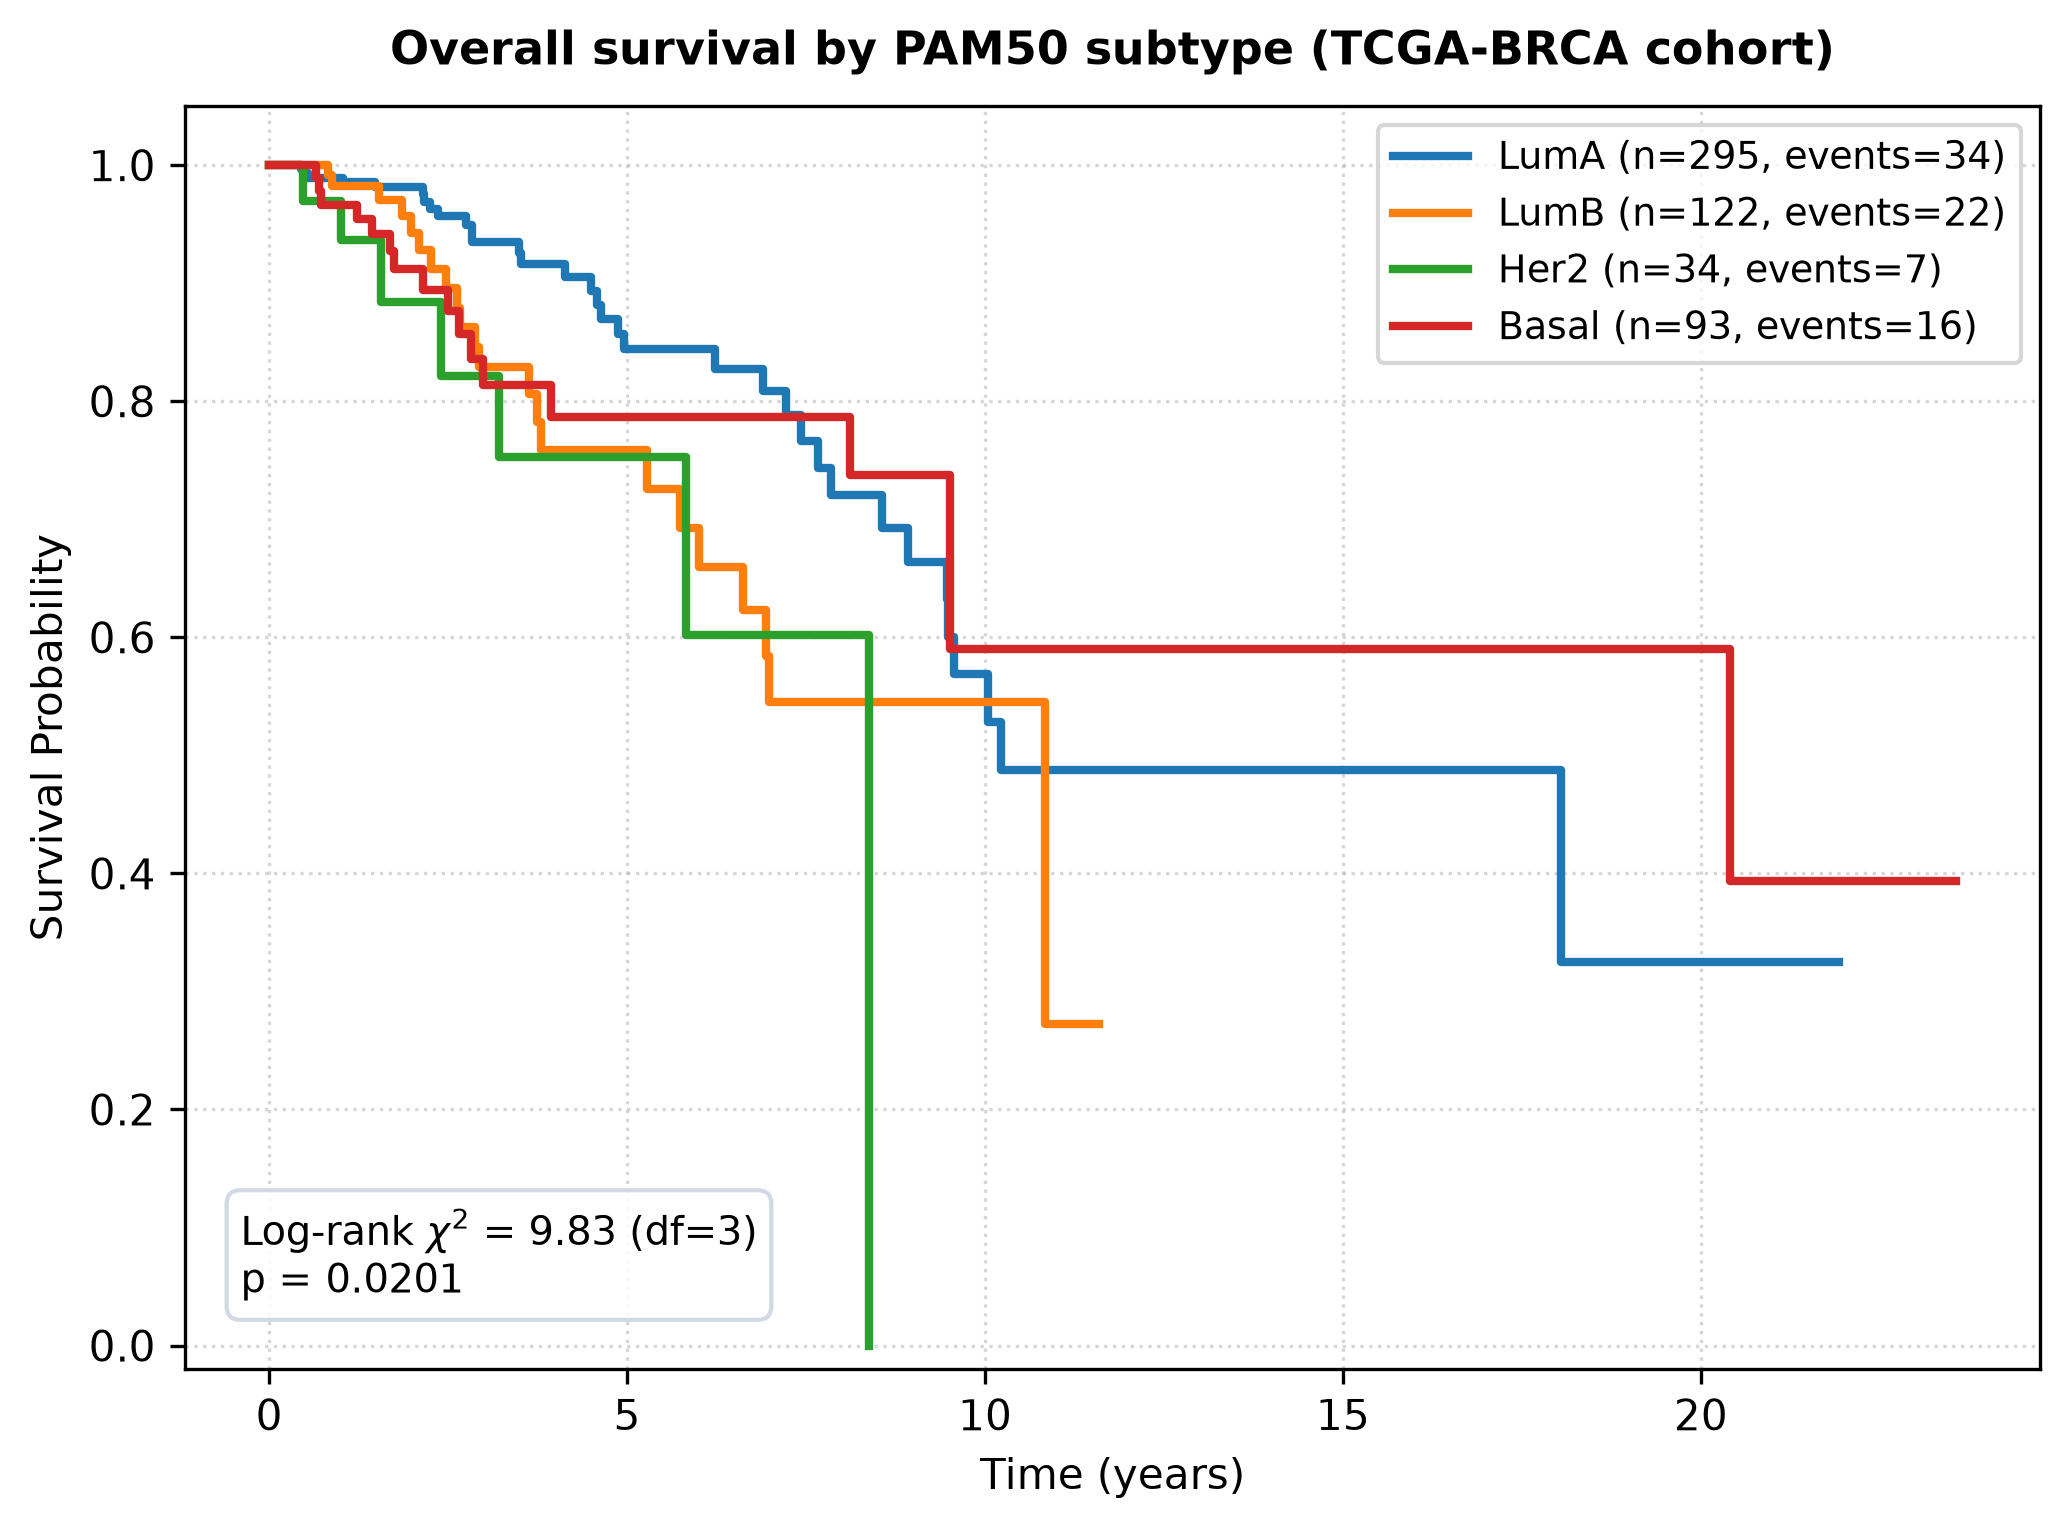 Overall survival by PAM50 subtype (TCGA-BRCA cohort)
LumA (n=295, events=34)
LumB (n=122, events=22)
Her2 (n=34, events=7)
Basal (n=93, events=16)
Survival Probability
1.0
0.8
0.6
0.4
0.2
0.0
Log-rank χ² = 9.83 (df=3)
p = 0.0201
0 5 10 15 20
Time (years)